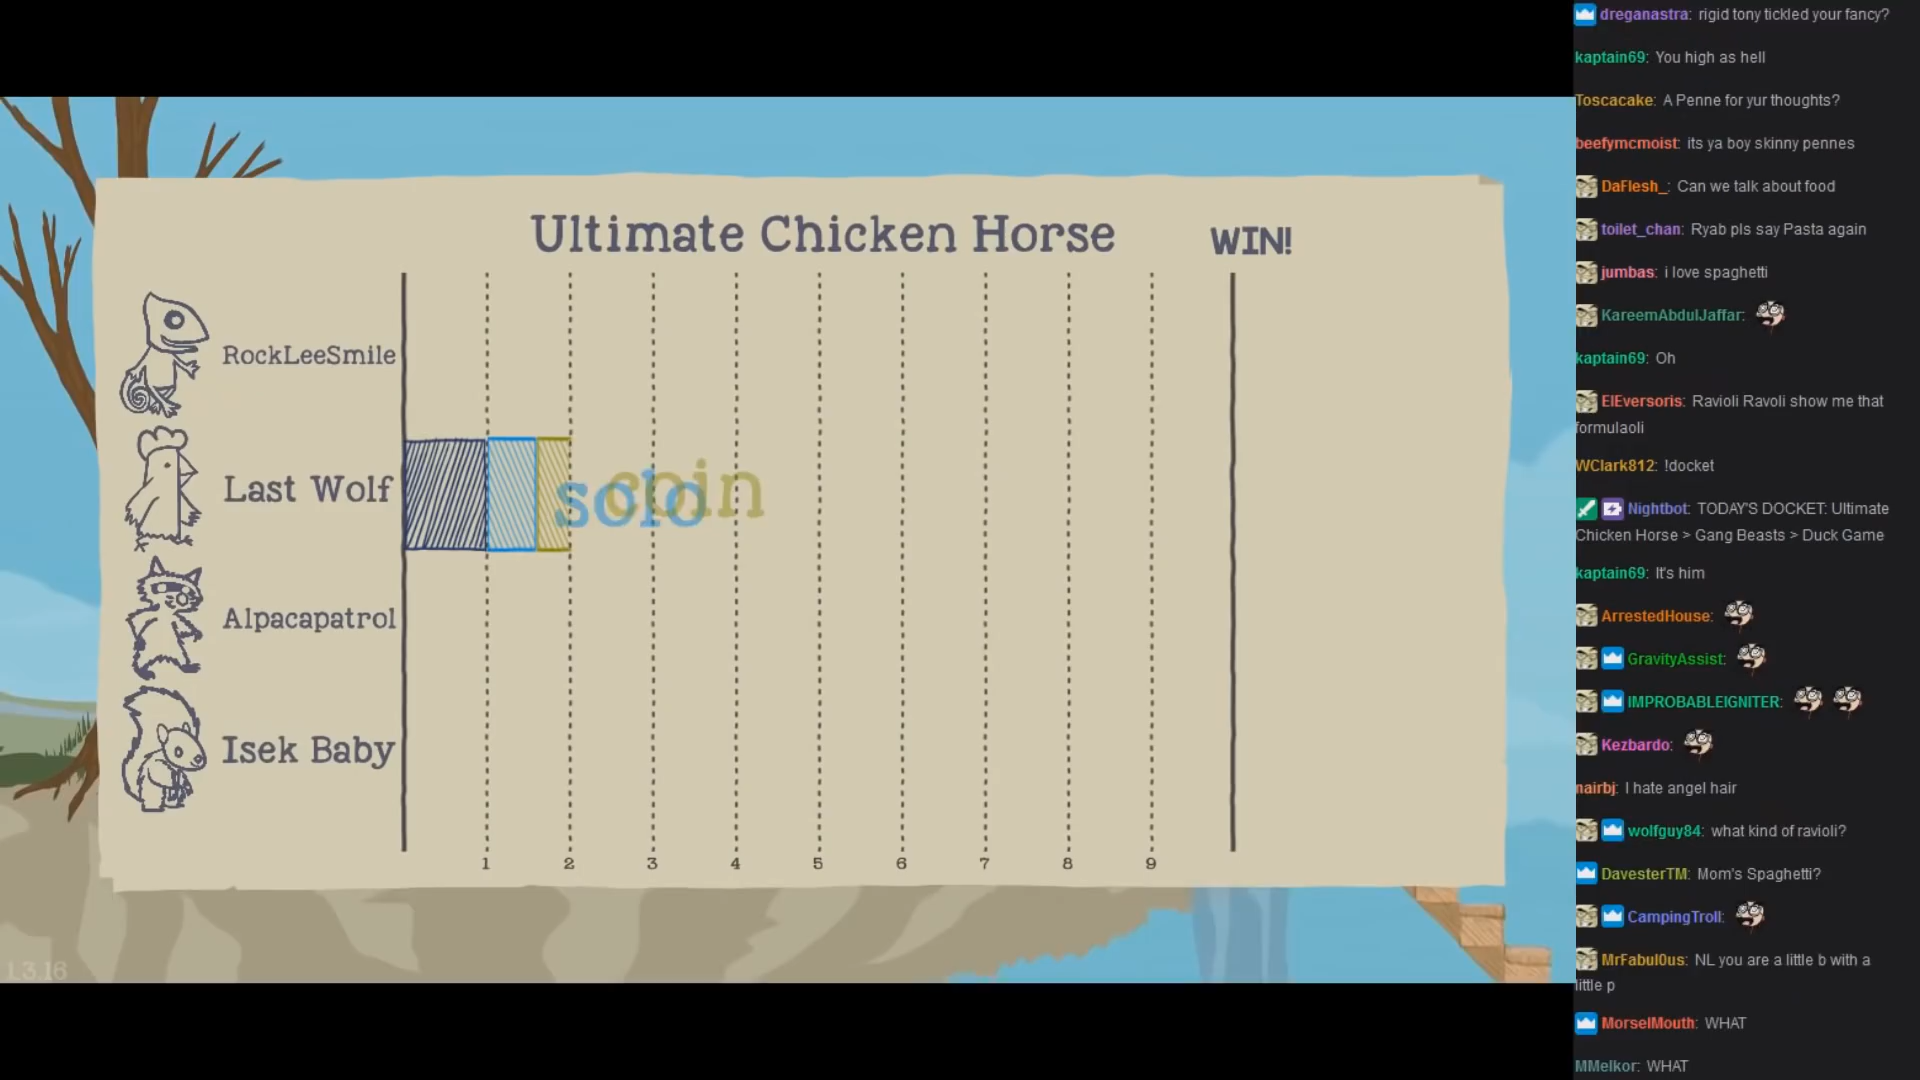 Ultimate Chicken Horse
WIN!
RockLeeSmile
Last Wolf
solo
coin
Alpacapatrol
Isek Baby
1 2 3 4 5 6 7 8 9
1.3.16
dreganastra: rigid tony tickled your fancy?
kaptain69: You high as hell
Toscacake: A Penne for yur thoughts?
beefymcmoist: its ya boy skinny pennes
DaFlesh_: Can we talk about food
toilet_chan: Ryab pls say Pasta again
jumbas: i love spaghetti
KareemAbdulJaffar:
kaptain69: Oh
ElEversoris: Ravioli Ravoli show me that
formulaoli
WClark812: !docket
Nightbot: TODAY'S DOCKET: Ultimate
Chicken Horse > Gang Beasts > Duck Game
kaptain69: It's him
ArrestedHouse:
GravityAssist:
IMPROBABLEIGNITER:
Kezbardo:
nairbj: I hate angel hair
wolfguy84: what kind of ravioli?
DavesterTM: Mom's Spaghetti?
CampingTroll:
MrFabul0us: NL you are a little b with a
little p
MorselMouth: WHAT
MMelkor: WHAT